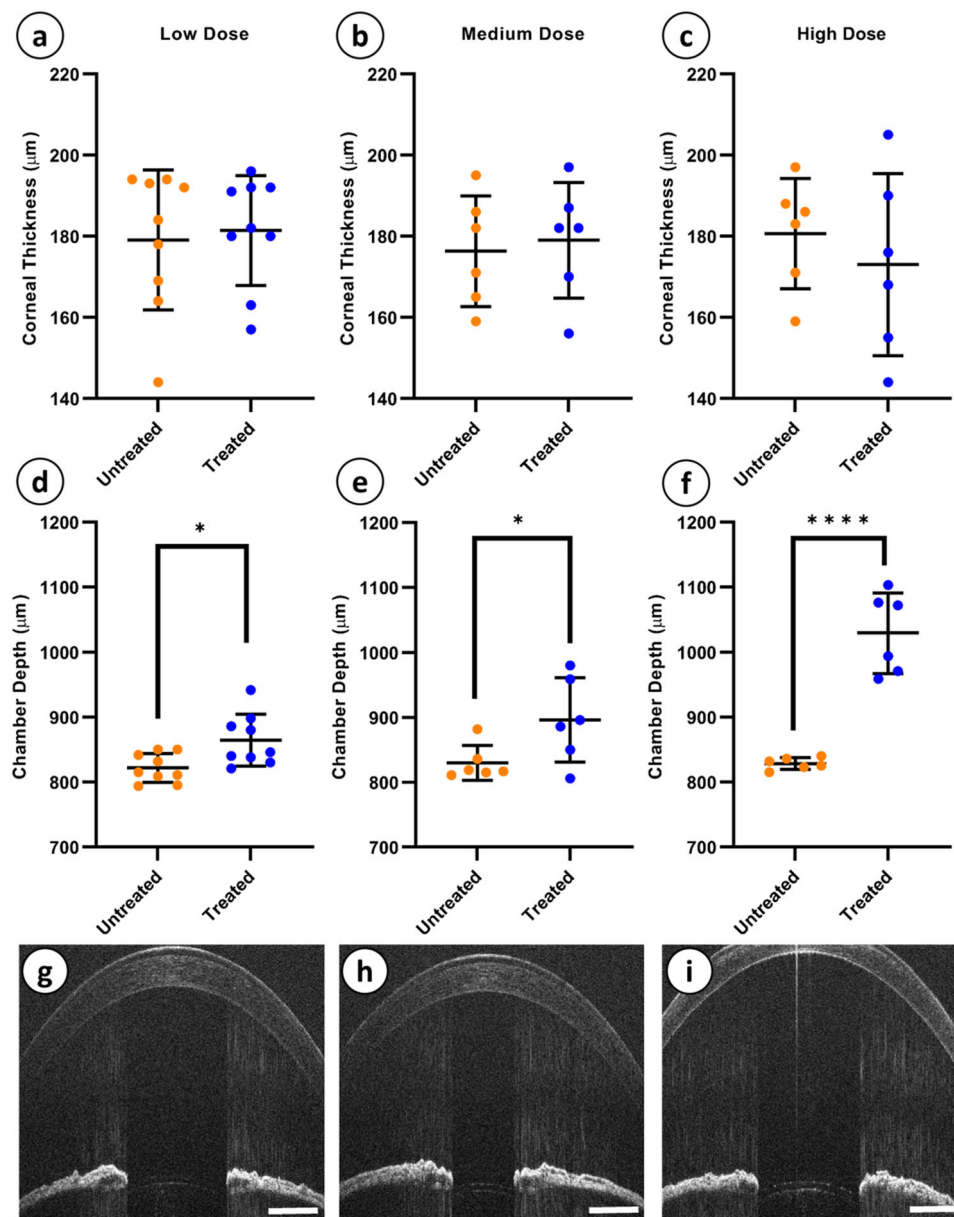 a Low Dose b Medium Dose c High Dose
Corneal Thickness (μm) Corneal Thickness (μm) Corneal Thickness (μm)
220 220 220
200 200 200
180 180 180
160 160 160
140 140 140
Untreated Treated Untreated Treated Untreated Treated
d e f
Chamber Depth (μm) Chamber Depth (μm) Chamber Depth (μm)
1200 1200 1200
* * ****
1100 1100 1100
1000 1000 1000
900 900 900
800 800 800
700 700 700
Untreated Treated Untreated Treated Untreated Treated
g h i